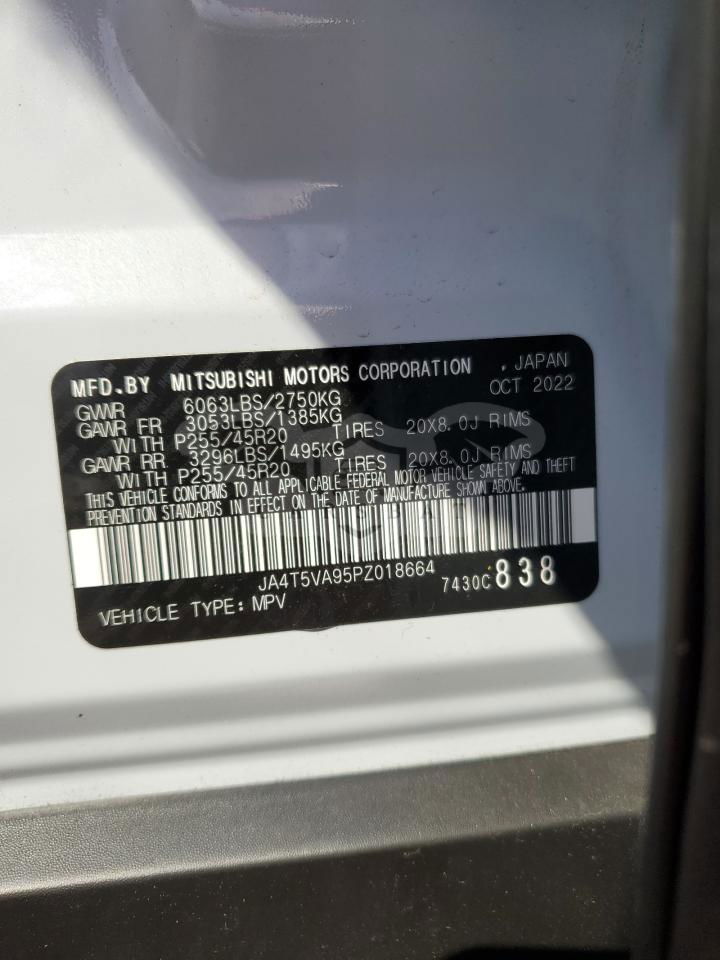 MFD.BY MITSUBISHI MOTORS CORPORATION , JAPAN
OCT 2022
GVWR 6063LBS/2750KG
GAWR FR 3053LBS/1385KG
WITH P255/45R20 TIRES 20X8.0J RIMS
GAWR RR 3296LBS/1495KG
WITH P255/45R20 TIRES 20X8.0J RIMS
THIS VEHICLE CONFORMS TO ALL APPLICABLE FEDERAL MOTOR VEHICLE SAFETY AND THEFT
PREVENTION STANDARDS IN EFFECT ON THE DATE OF MANUFACTURE SHOWN ABOVE.
JA4T5VA95PZ018664
7430C 838
VEHICLE TYPE: MPV